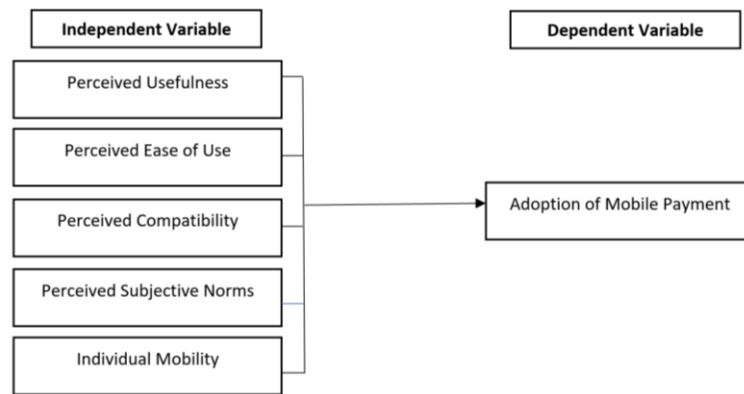 Independent Variable
Dependent Variable
Perceived Usefulness
Perceived Ease of Use
Perceived Compatibility
Adoption of Mobile Payment
Perceived Subjective Norms
Individual Mobility